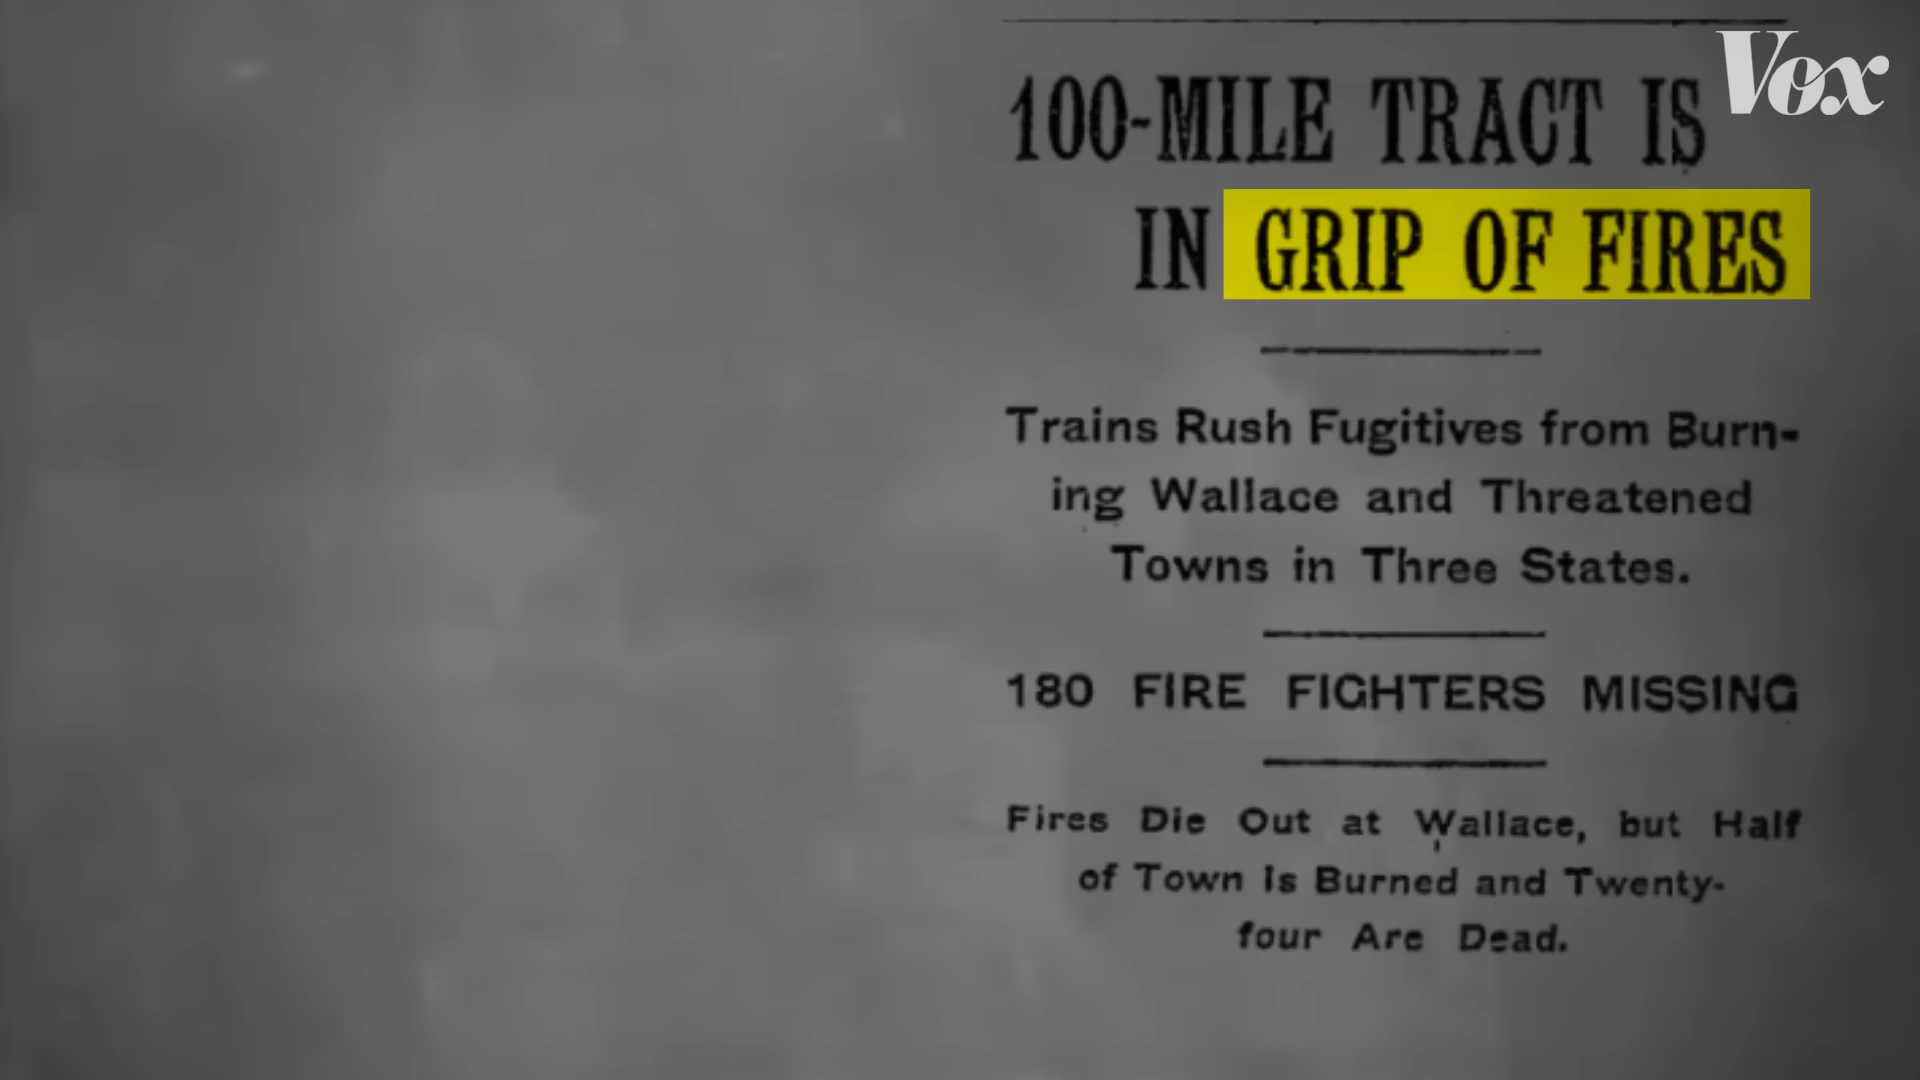 Vox
100-MILE TRACT IS
IN GRIP OF FIRES
Trains Rush Fugitives from Burn-
ing Wallace and Threatened
Towns in Three States.
180 FIRE FIGHTERS MISSING
Fires Die Out at Wallace, but Half
of Town Is Burned and Twenty-
four Are Dead.